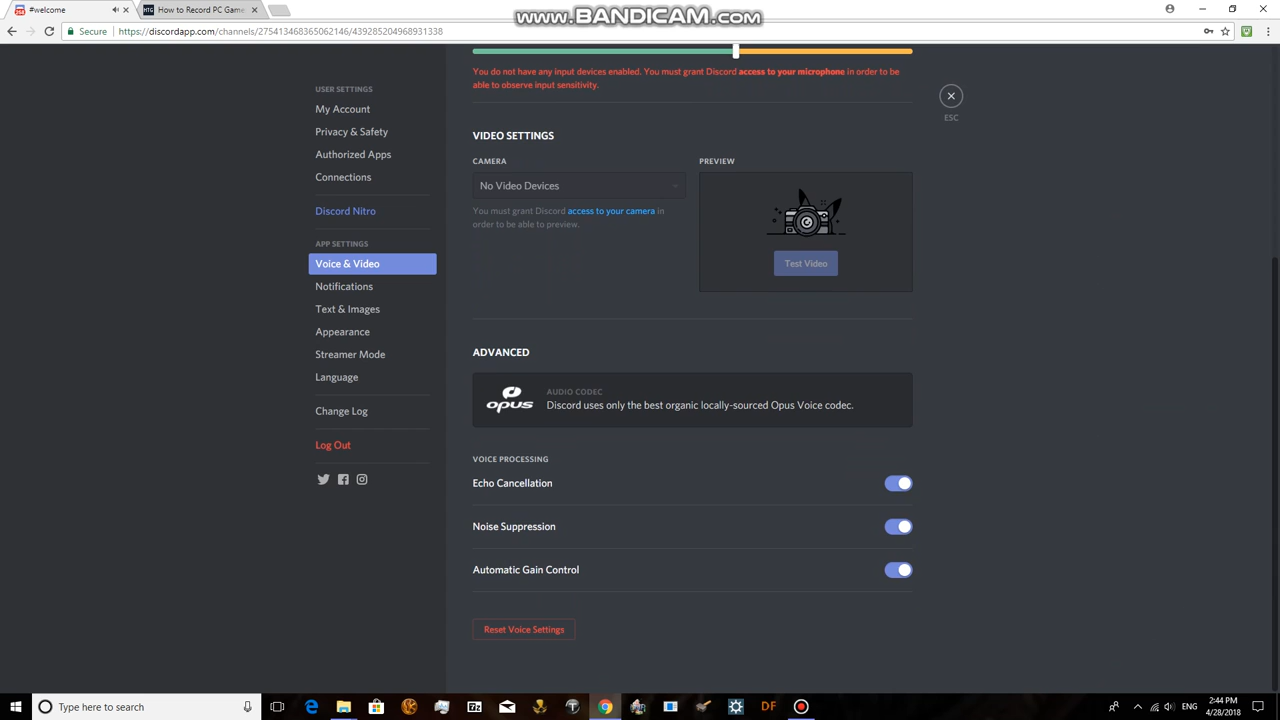 #welcome
How to Record PC Game
www.BANDICAM.com
Secure
https://discordapp.com/channels/275413468365062146/439285204968931338
You do not have any input devices enabled. You must grant Discord access to your microphone in order to be
able to observe input sensitivity.
ESC
USER SETTINGS
My Account
Privacy & Safety
Authorized Apps
Connections
Discord Nitro
APP SETTINGS
Voice & Video
Notifications
Text & Images
Appearance
Streamer Mode
Language
Change Log
Log Out
VIDEO SETTINGS
CAMERA
No Video Devices
You must grant Discord access to your camera in
order to be able to preview.
PREVIEW
Test Video
ADVANCED
opus
AUDIO CODEC
Discord uses only the best organic locally-sourced Opus Voice codec.
VOICE PROCESSING
Echo Cancellation
Noise Suppression
Automatic Gain Control
Reset Voice Settings
Type here to search
DF
ENG
2:44 PM
4/28/2018